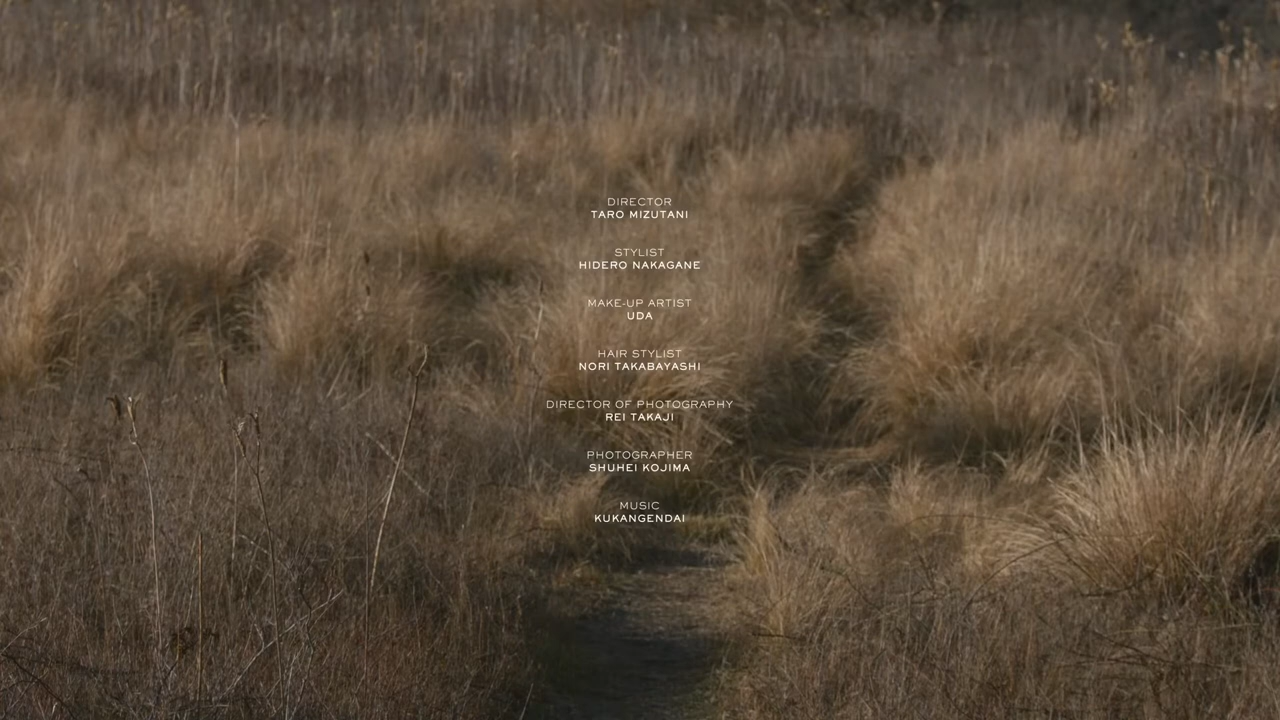 DIRECTOR
TARO MIZUTANI
STYLIST
HIDERO NAKAGANE
MAKE-UP ARTIST
UDA
HAIR STYLIST
NORI TAKABAYASHI
DIRECTOR OF PHOTOGRAPHY
REI TAKAJI
PHOTOGRAPHER
SHUHEI KOJIMA
MUSIC
KUKANGENDAI